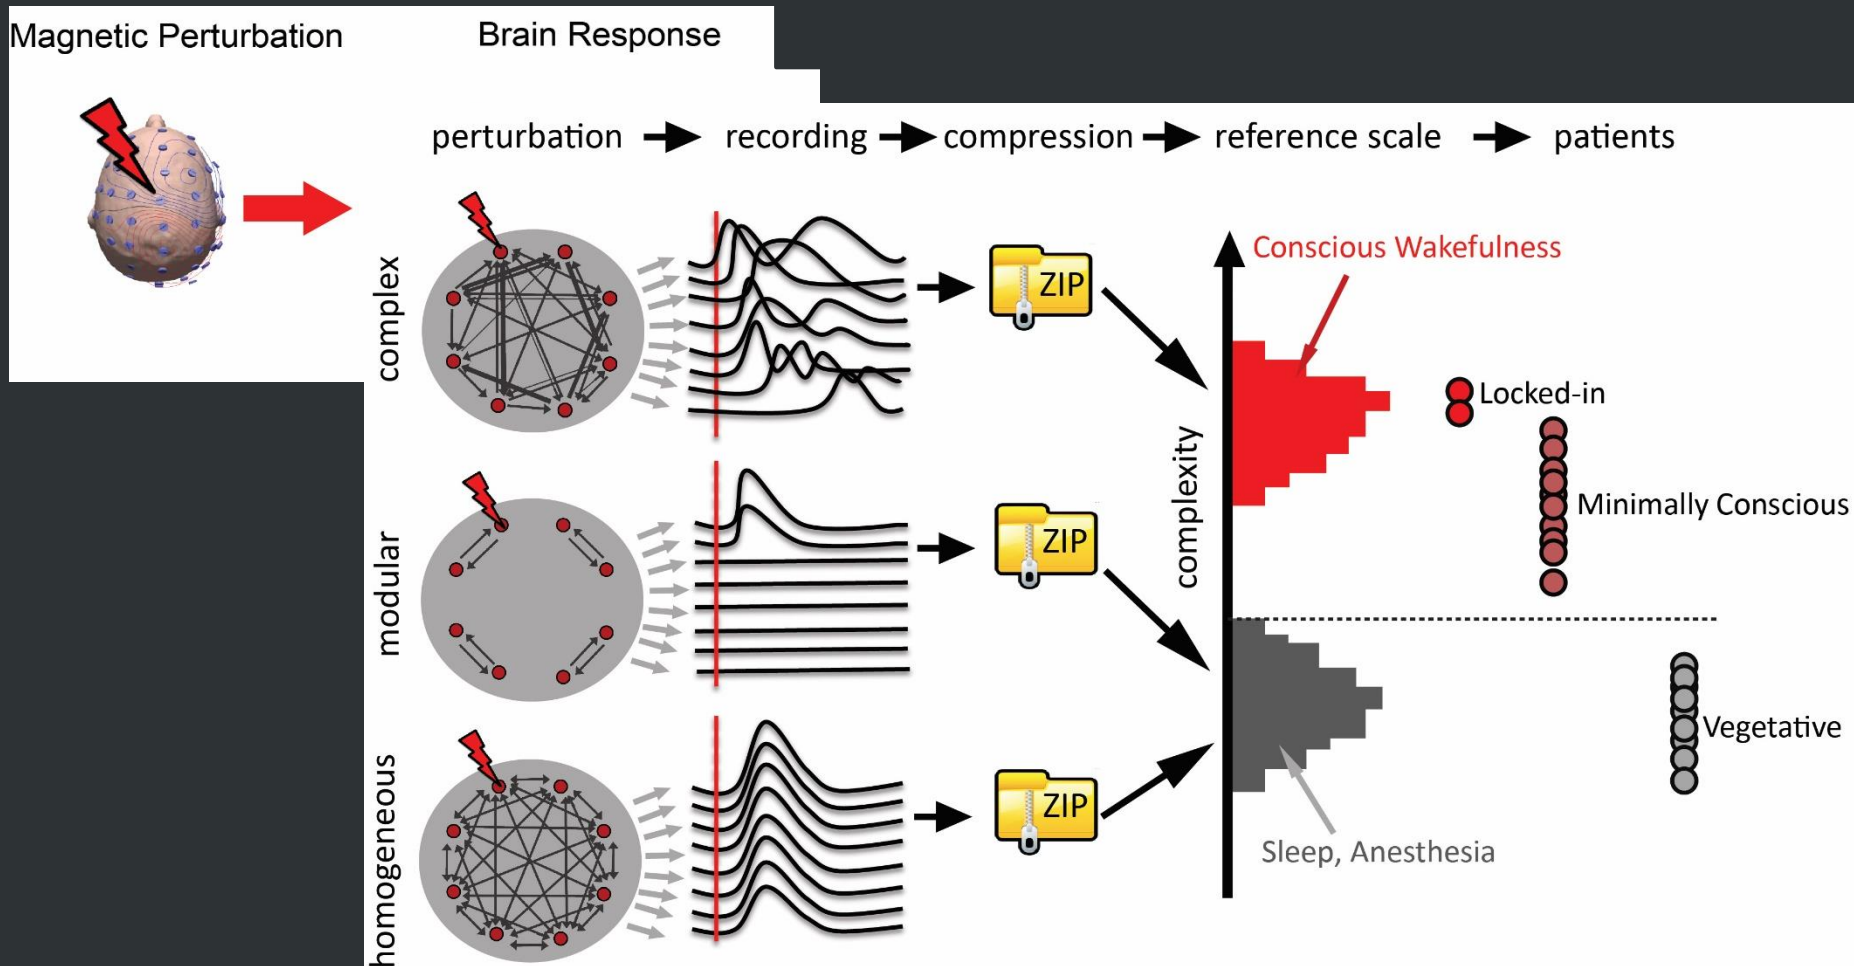 Magnetic Perturbation
Brain Response
perturbation recording compression reference scale patients
complex
ZIP
modular
ZIP
homogeneous
ZIP
complexity
Conscious Wakefulness
Locked-in
Minimally Conscious
Vegetative
Sleep, Anesthesia